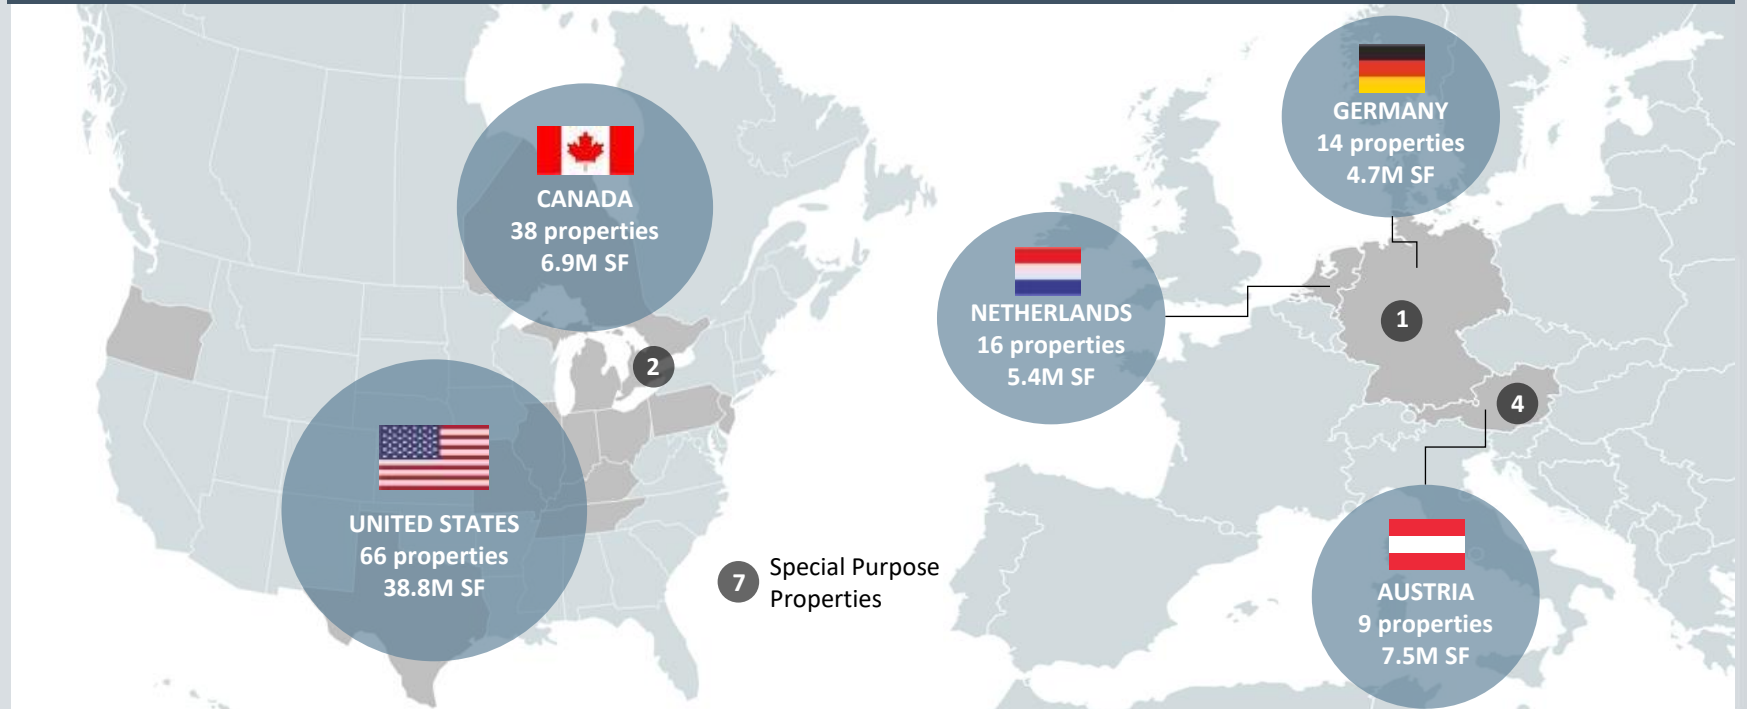 CANADA
38 properties
6.9M SF
2
UNITED STATES
66 properties
38.8M SF
7
Special Purpose
Properties
GERMANY
14 properties
4.7M SF
NETHERLANDS
16 properties
5.4M SF
1
4
AUSTRIA
9 properties
7.5M SF